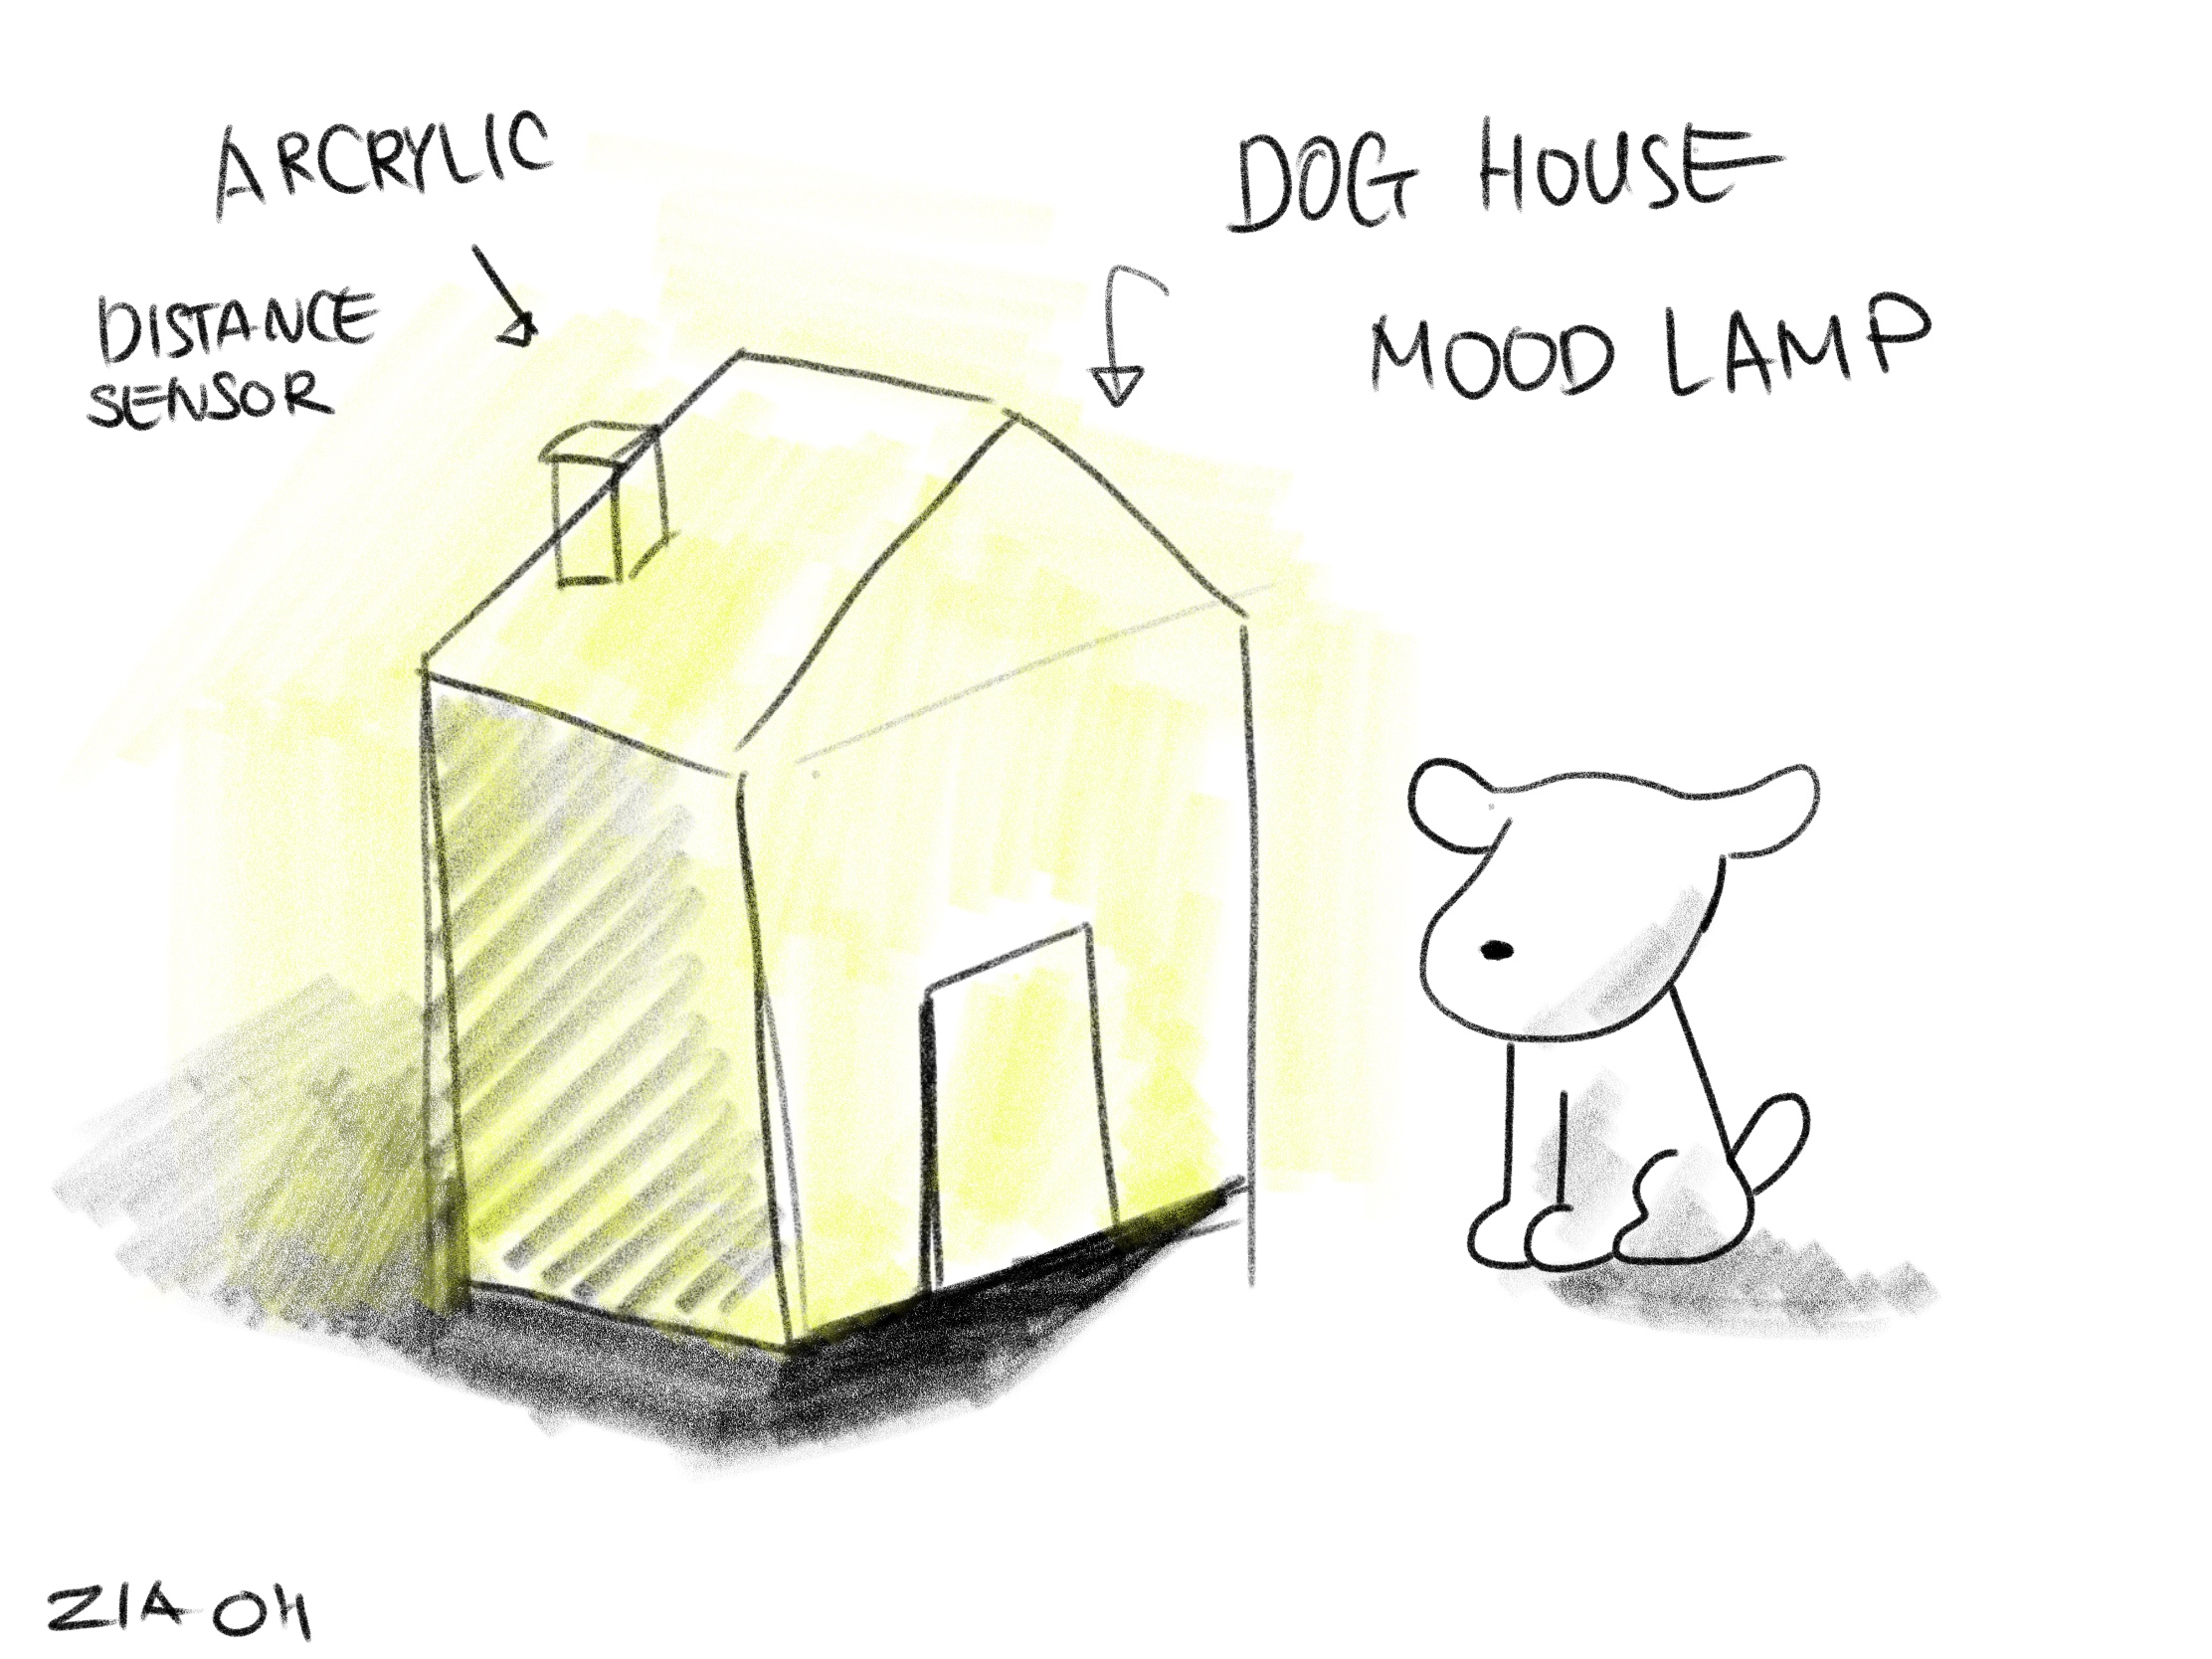 ARCRYLIC
DISTANCE
SENSOR
DOG HOUSE
MOOD LAMP
ZIA OH